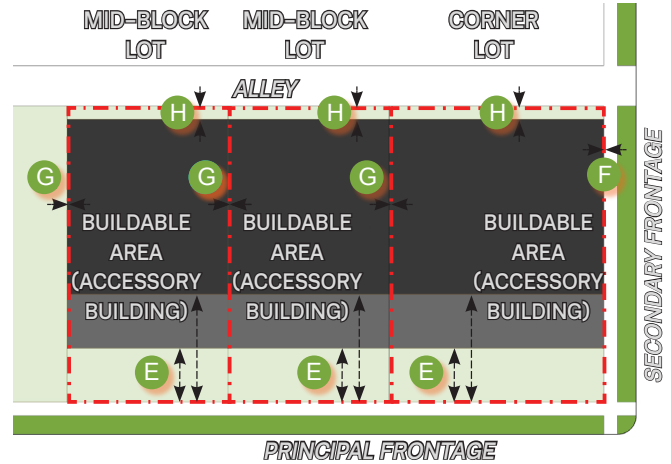 MID–BLOCK
LOT
MID–BLOCK
LOT
CORNER
LOT
ALLEY
H
H
H
G
G
G
F
BUILDABLE
AREA
(ACCESSORY
BUILDING)
BUILDABLE
AREA
(ACCESSORY
BUILDING)
BUILDABLE
AREA
(ACCESSORY
BUILDING)
SECONDARY FRONTAGE
E
E
E
PRINCIPAL FRONTAGE